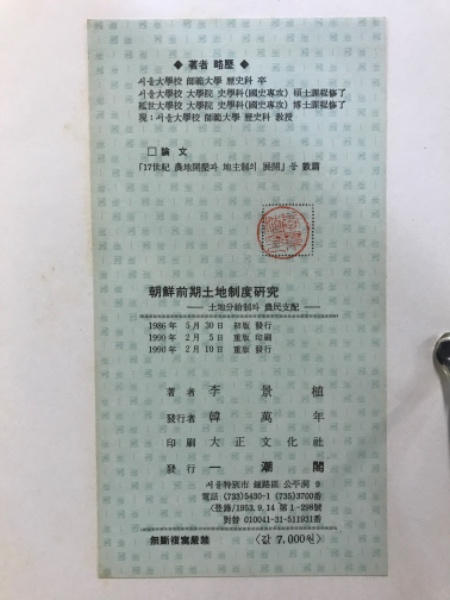 ◆ 著者 略歷 ◆
서울大學校 師範大學 歷史科 卒
서울大學校 大學院 史學科(國史專攻) 碩士課程修了
延世大學校 大學院 史學科(國史專攻) 博士課程修了
現：서울大學校 師範大學 歷史科 敎授
□ 論 文
「17世紀 農地開墾과 地主制의 展開」등 數篇
朝鮮前期土地制度硏究
── 土地分給制와 農民支配 ──
1986年 5月 30日 初版 發行
1990年 2月 5日 重版 印刷
1990年 2月 10日 重版 發行
著者 李景植
發行者 韓萬年
印刷 大正文化社
發行 一潮閣
서울特別市 鍾路區 公平洞 9
電話 (733)5430-1 (735)3700番
<登錄/1953.9.14 第1-298號
對替 010041-31-511931番
無斷複寫嚴禁 〈값 7,000원〉